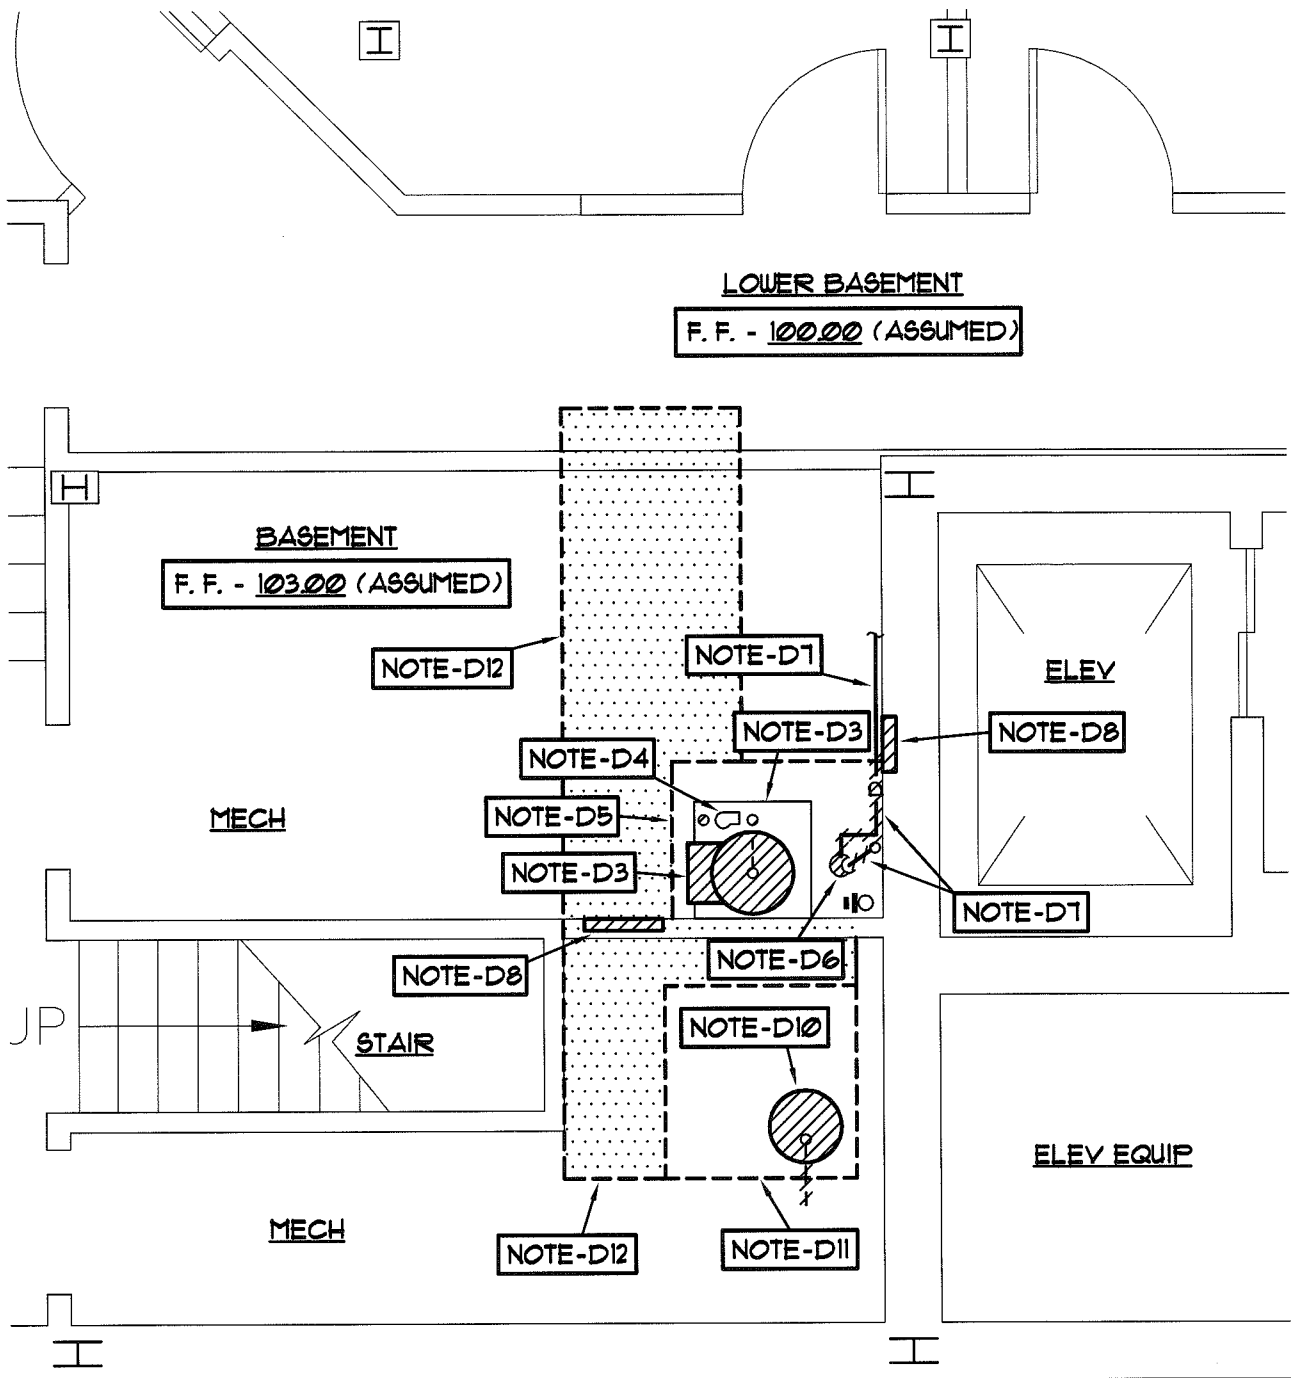 LOWER BASEMENT
F. F. - 100.00 (ASSUMED)
BASEMENT
F. F. - 103.00 (ASSUMED)
NOTE-D12
NOTE-D7
ELEV
NOTE-D3
NOTE-D8
NOTE-D4
NOTE-D5
MECH
NOTE-D3
NOTE-D7
NOTE-D6
NOTE-D8
UP
STAIR
NOTE-D10
ELEV EQUIP
MECH
NOTE-D12
NOTE-D11